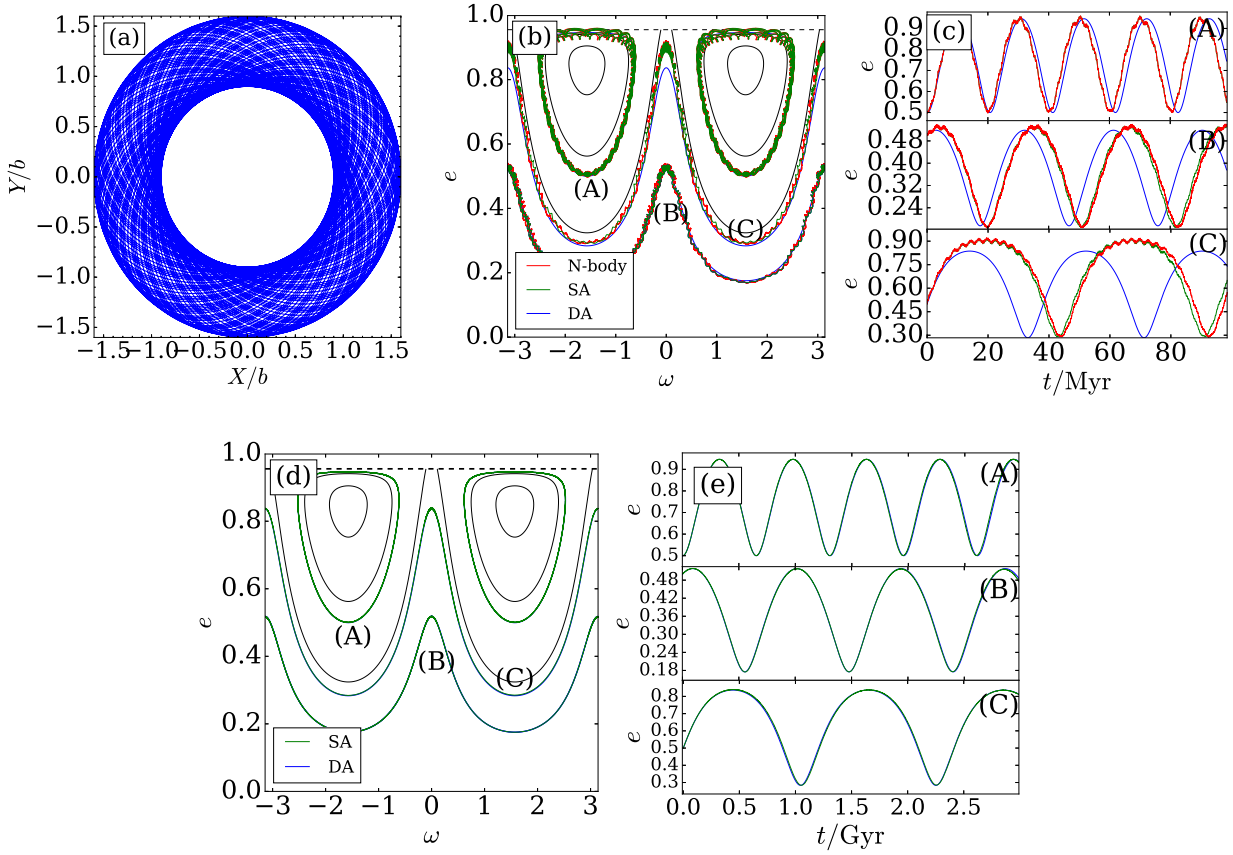 (a)
1.5
1.0
0.5
0.0
−0.5
−1.0
−1.5
Y/b
−1.5 −1.0 −0.5 0.0 0.5 1.0 1.5
X/b
(b)
1.0
0.8
0.6
0.4
0.2
0.0
e
(A)
(B)
(C)
N-body
SA
DA
−3 −2 −1 0 1 2 3
ω
(c)
(A)
0.9
0.8
0.7
0.6
0.5
e
(B)
0.48
0.40
0.32
0.24
e
(C)
0.90
0.75
0.60
0.45
0.30
e
0 20 40 60 80
t/Myr
(d)
1.0
0.8
0.6
0.4
0.2
0.0
e
(A)
(B)
(C)
SA
DA
−3 −2 −1 0 1 2 3
ω
(e)
(A)
0.9
0.8
0.7
0.6
0.5
e
(B)
0.48
0.42
0.36
0.30
0.24
0.18
e
(C)
0.8
0.7
0.6
0.5
0.4
0.3
e
0.0 0.5 1.0 1.5 2.0 2.5
t/Gyr